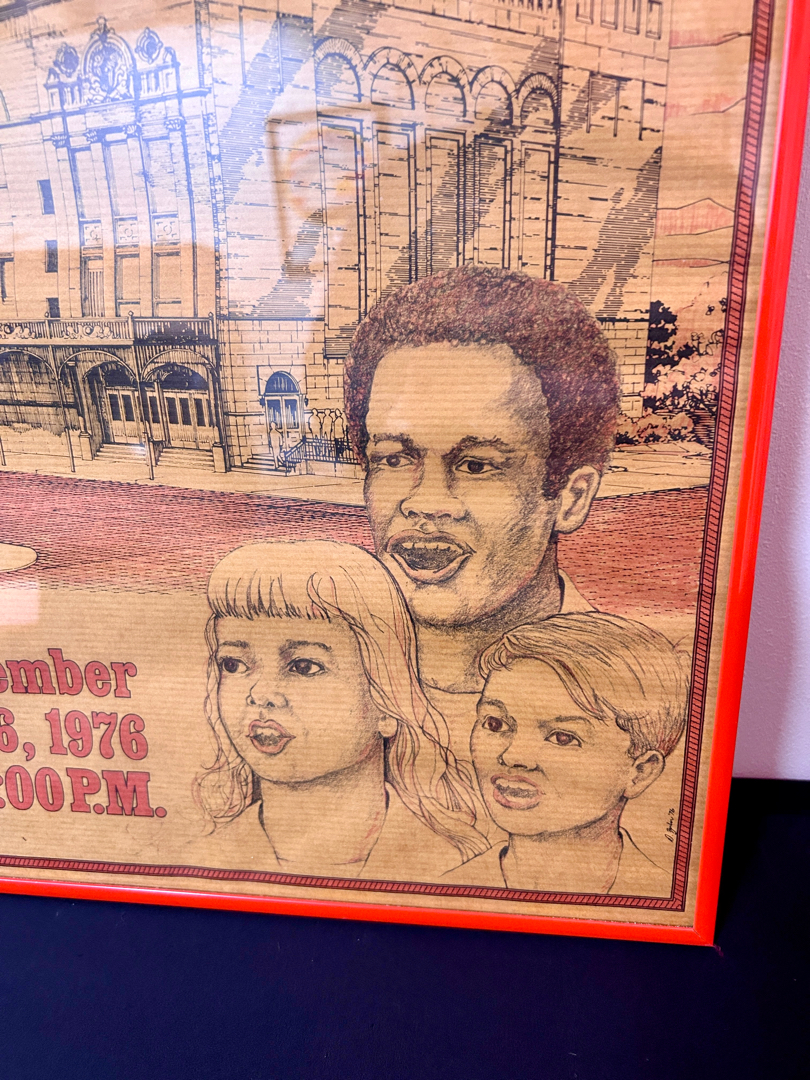 ember
6, 1976
:00 P.M.